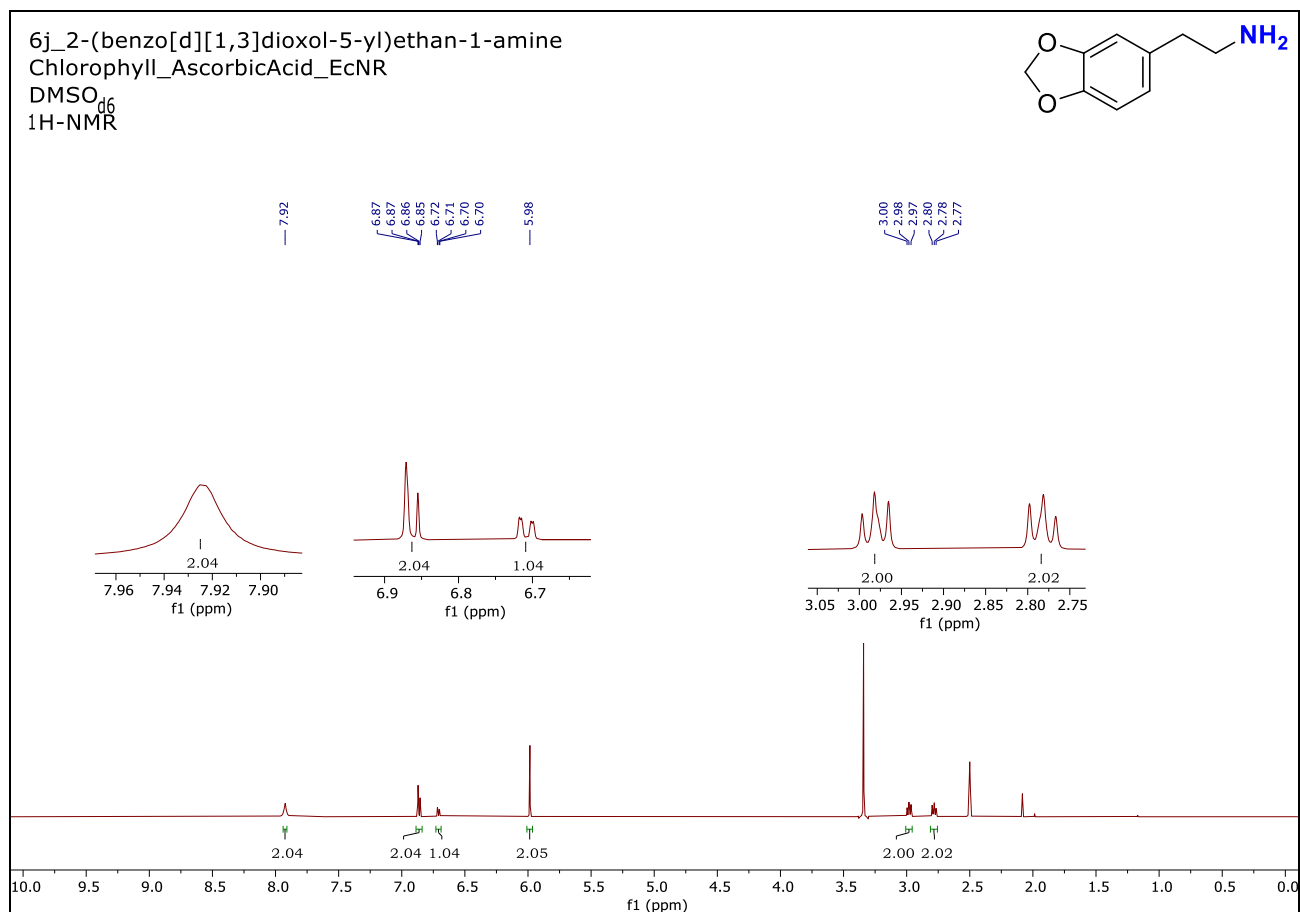 6j_2-(benzo[d][1,3]dioxol-5-yl)ethan-1-amine
Chlorophyll_AscorbicAcid_EcNR
DMSOd6
1H-NMR
O
O
NH2
7.92
6.87
6.87
6.86
6.85
6.72
6.71
6.70
6.70
5.98
3.00
2.98
2.97
2.80
2.78
2.77
2.04
7.96 7.94 7.92 7.90
f1 (ppm)
2.04 1.04
6.9 6.8 6.7
f1 (ppm)
2.00 2.02
3.05 3.00 2.95 2.90 2.85 2.80 2.75
f1 (ppm)
2.04 2.04 1.04 2.05 2.00 2.02
10.0 9.5 9.0 8.5 8.0 7.5 7.0 6.5 6.0 5.5 5.0 4.5 4.0 3.5 3.0 2.5 2.0 1.5 1.0 0.5 0.0
f1 (ppm)